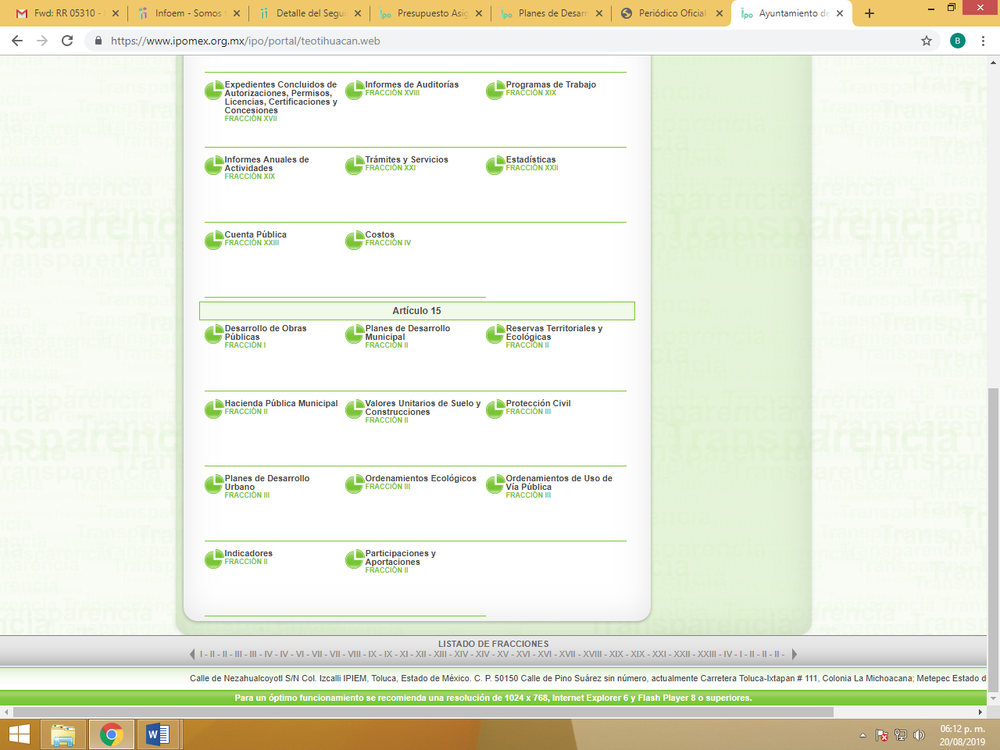 Fwd: RR 05310 -
Infoem - Somos
Detalle del Segui
Presupuesto Asig
Planes de Desarr
Periódico Oficial
Ayuntamiento de
https://www.ipomex.org.mx/ipo/portal/teotihuacan.web
B
Expedientes Concluidos de
Autorizaciones, Permisos,
Licencias, Certificaciones y
Concesiones
FRACCIÓN XVII
Informes de Auditorías
FRACCIÓN XVIII
Programas de Trabajo
FRACCIÓN XIX
Informes Anuales de
Actividades
FRACCIÓN XIX
Trámites y Servicios
FRACCIÓN XXI
Estadísticas
FRACCIÓN XXII
Cuenta Pública
FRACCIÓN XXIII
Costos
FRACCIÓN IV
Artículo 15
Desarrollo de Obras
Públicas
FRACCIÓN I
Planes de Desarrollo
Municipal
FRACCIÓN II
Reservas Territoriales y
Ecológicas
FRACCIÓN II
Hacienda Pública Municipal
FRACCIÓN II
Valores Unitarios de Suelo y
Construcciones
FRACCIÓN II
Protección Civil
FRACCIÓN III
Planes de Desarrollo
Urbano
FRACCIÓN III
Ordenamientos Ecológicos
FRACCIÓN III
Ordenamientos de Uso de
Vía Pública
FRACCIÓN III
Indicadores
FRACCIÓN II
Participaciones y
Aportaciones
FRACCIÓN II
LISTADO DE FRACCIONES
I - II - II - III - III - IV - IV - VI - VII - VII - VIII - IX - IX - XI - XII - XIII - XIV - XIV - XV - XVI - XVI - XVII - XVIII - XIX - XIX - XXI - XXII - XXIII - IV - I - II - II - II -
Calle de Nezahualcoyotl S/N Col. Izcalli IPIEM, Toluca, Estado de México. C. P. 50150 Calle de Pino Suárez sin número, actualmente Carretera Toluca-Ixtapan # 111, Colonia La Michoacana; Metepec Estado d
Para un óptimo funcionamiento se recomienda una resolución de 1024 x 768, Internet Explorer 6 y Flash Player 8 o superiores.
06:12 p. m.
20/08/2019